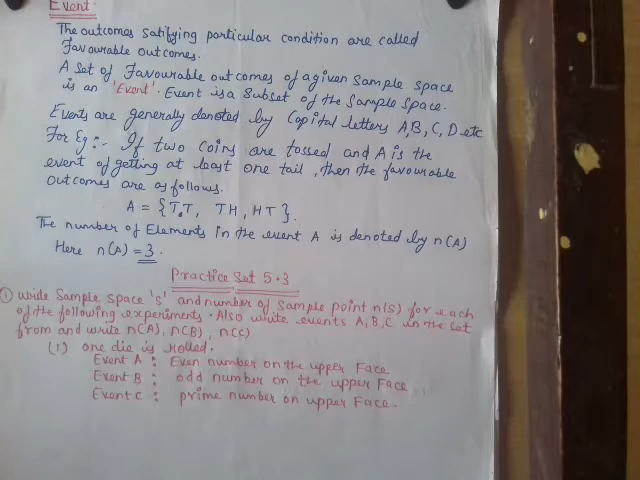 Event:
The outcomes satifying particular condition are called
Favourable outcomes.
A set of Favourable outcomes of a given sample space
is an 'Event'. Event is a subset of the sample space.
Events are generally denoted by Capital letters A, B, C, D etc
For Eg:- If two coins are tossed and A is the
event of getting at least one tail, then the favourable
outcomes are as follows.
A = {T.T, TH, HT}.
The number of Elements in the event A is denoted by n(A)
Here n(A) = 3.
Practice Set 5.3
① write Sample space 's' and number of sample point n(s) for each
of the following experiments. Also write events A, B, C in the set
from and write n(A), n(B), n(C)
(1) one die is rolled.
Event A : Even number on the upper Face
Event B : odd number on the upper Face
Event C : prime number on upper Face.